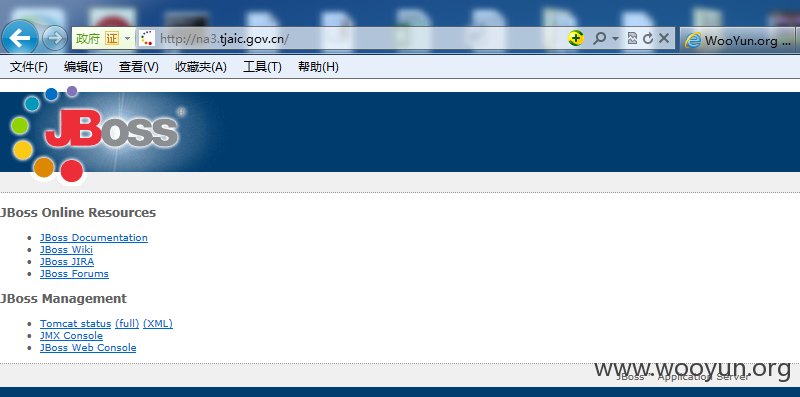 政府 证 http://na3.tjaic.gov.cn/ WooYun.org ...
文件(F) 编辑(E) 查看(V) 收藏夹(A) 工具(T) 帮助(H)
JBoss®
JBoss Online Resources
JBoss Documentation
JBoss Wiki
JBoss JIRA
JBoss Forums
JBoss Management
Tomcat status (full) (XML)
JMX Console
JBoss Web Console
www.wooyun.org
JBoss™ Application Server